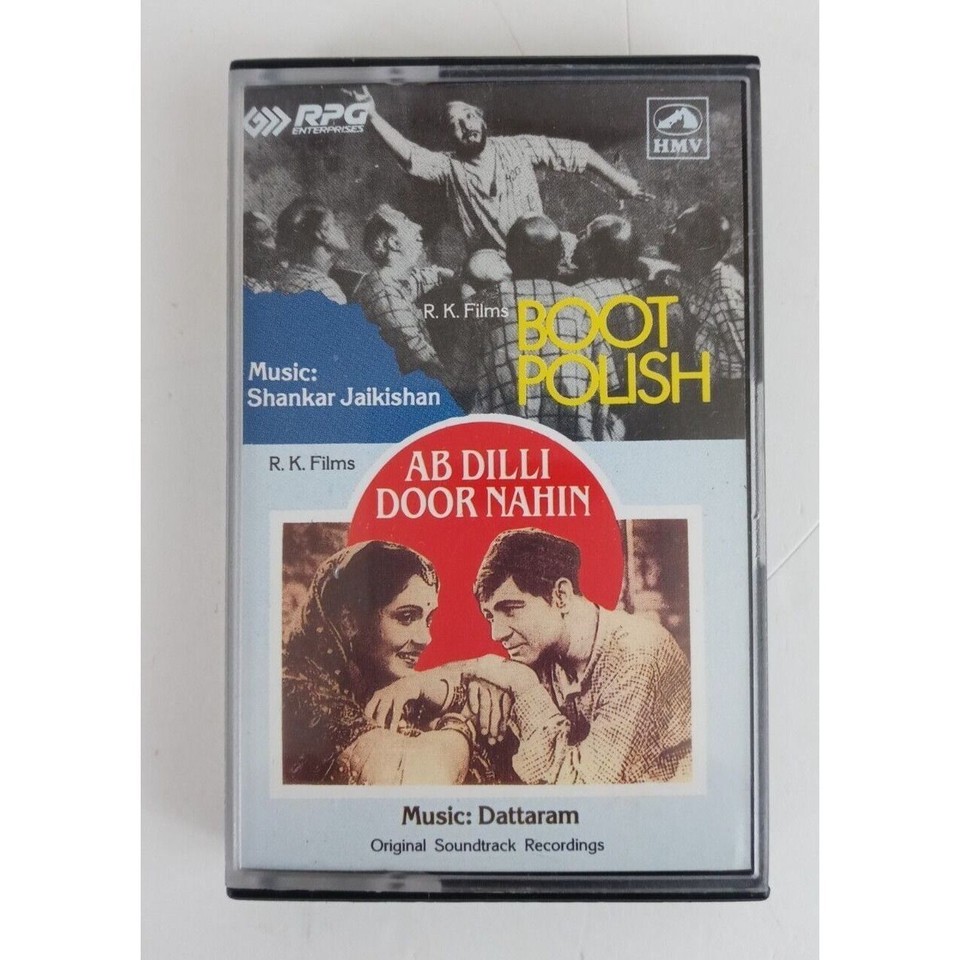 RPG
ENTERPRISES
HMV
R. K. Films
BOOT
POLISH
Music:
Shankar Jaikishan
R. K. Films
AB DILLI
DOOR NAHIN
Music: Dattaram
Original Soundtrack Recordings